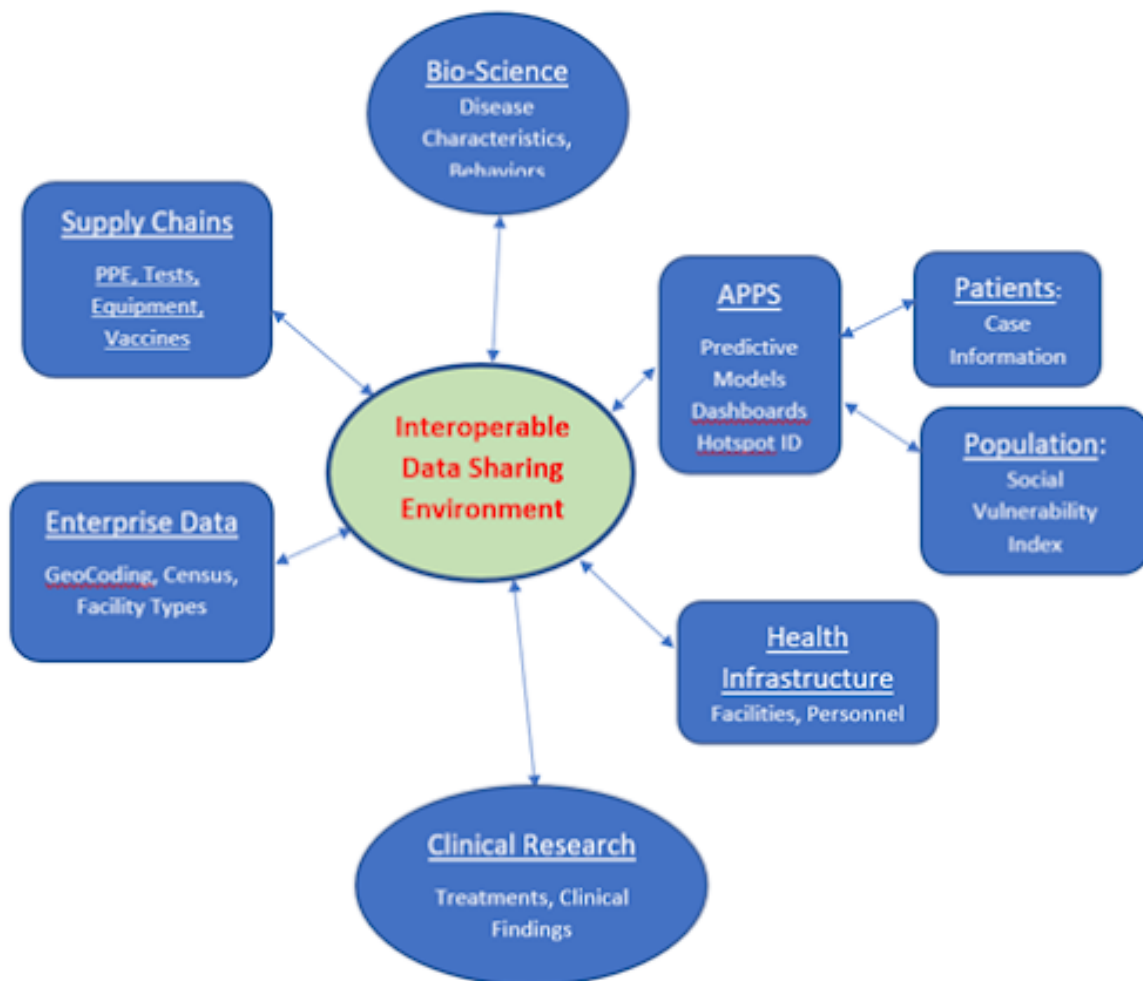 Bio-Science
Disease
Characteristics,
Behaviors
Supply Chains
PPE, Tests,
Equipment,
Vaccines
APPS
Predictive
Models
Dashboards
Hotspot ID
Patients:
Case
Information
Interoperable
Data Sharing
Environment
Population:
Social
Vulnerability
Index
Enterprise Data
GeoCoding, Census,
Facility Types
Health
Infrastructure
Facilities, Personnel
Clinical Research
Treatments, Clinical
Findings